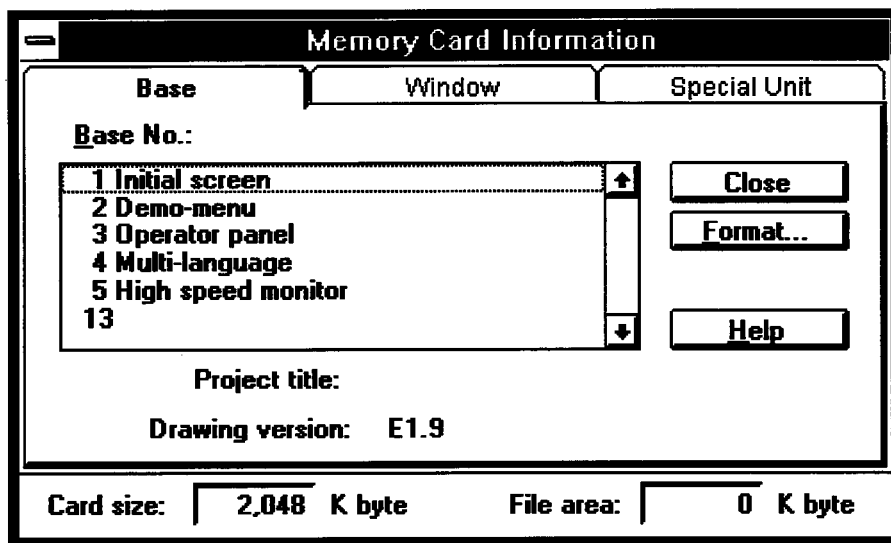 Memory Card Information
Base Window Special Unit
Base No.:
1 Initial screen
2 Demo-menu
3 Operator panel
4 Multi-language
5 High speed monitor
13
Close
Format...
Help
Project title:
Drawing version: E1.9
Card size: 2,048 K byte File area: 0 K byte